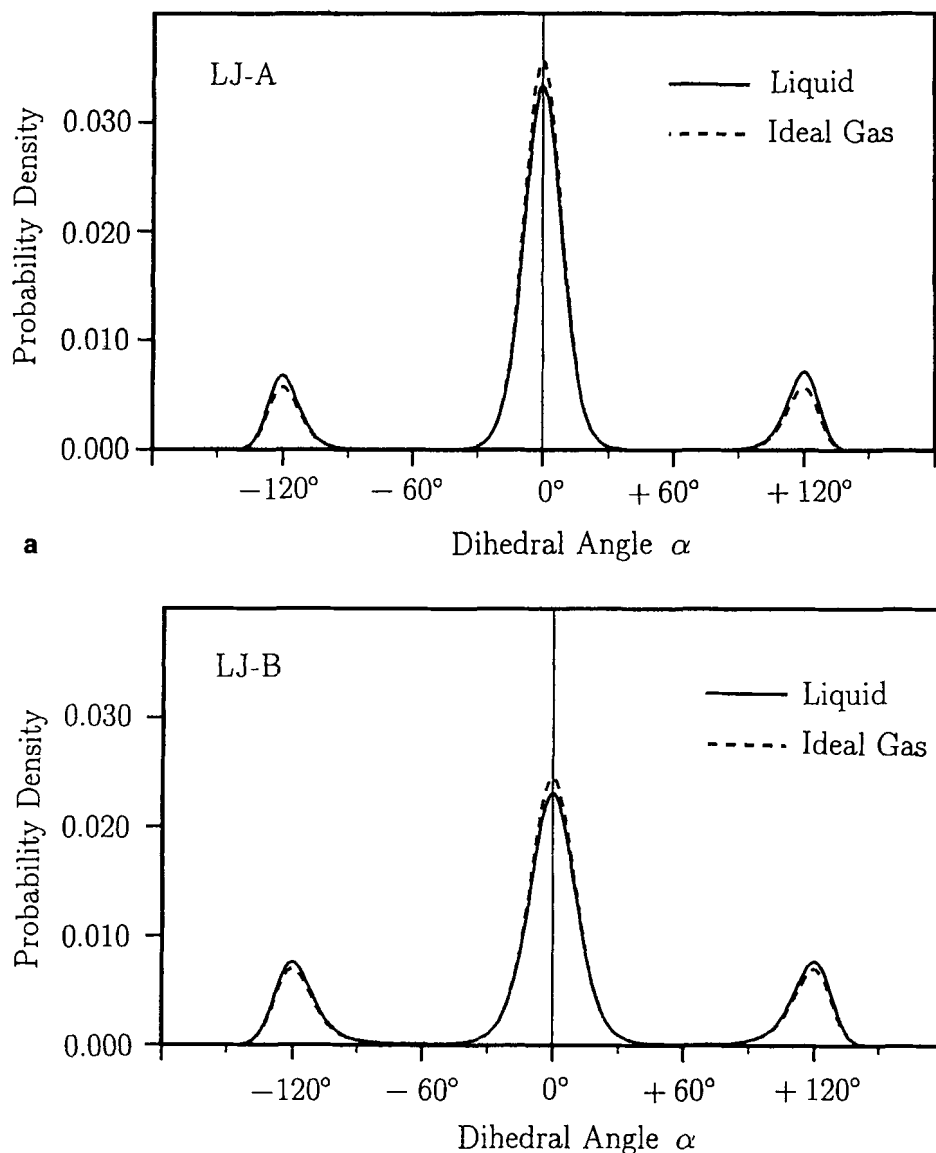 LJ-A
Liquid
Ideal Gas
Probability Density
0.030
0.020
0.010
0.000
−120° − 60° 0° + 60° + 120°
a
Dihedral Angle α
LJ-B
Liquid
Ideal Gas
Probability Density
0.030
0.020
0.010
0.000
−120° − 60° 0° + 60° + 120°
Dihedral Angle α